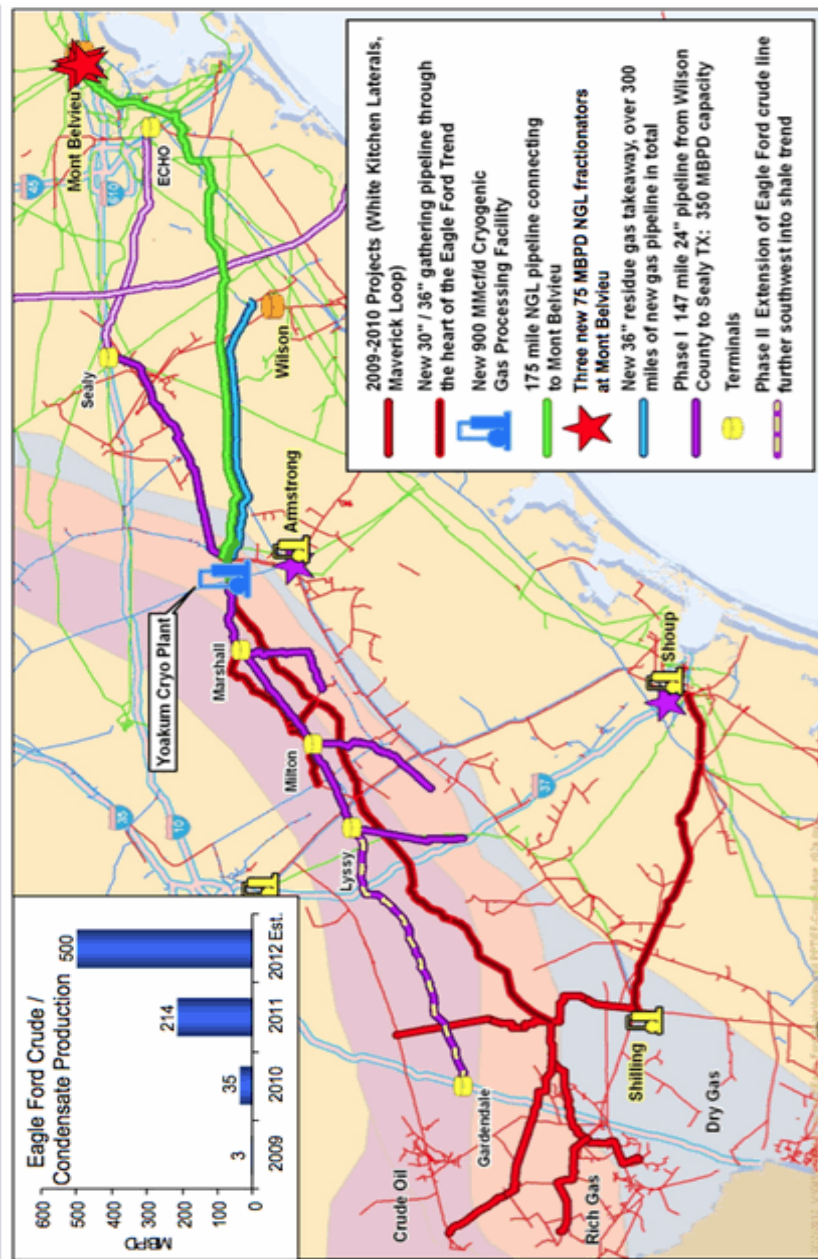 Eagle Ford Crude /
Condensate Production
MBPD
600
500
400
300
200
100
0
3
35
214
500
2009
2010
2011
2012 Est.
35
10
37
45
610
10
Yoakum Cryo Plant
Mont Belvieu
ECHO
Sealy
Wilson
Armstrong
Marshall
Milton
Lyssy
Gardendale
Crude Oil
Rich Gas
Dry Gas
Shilling
Shoup
2009-2010 Projects (White Kitchen Laterals,
Maverick Loop)
New 30" / 36" gathering pipeline through
the heart of the Eagle Ford Trend
New 900 MMcf/d Cryogenic
Gas Processing Facility
175 mile NGL pipeline connecting
to Mont Belvieu
Three new 75 MBPD NGL fractionators
at Mont Belvieu
New 36" residue gas takeaway, over 300
miles of new gas pipeline in total
Phase I 147 mile 24" pipeline from Wilson
County to Sealy TX: 350 MBPD capacity
Terminals
Phase II Extension of Eagle Ford crude line
further southwest into shale trend